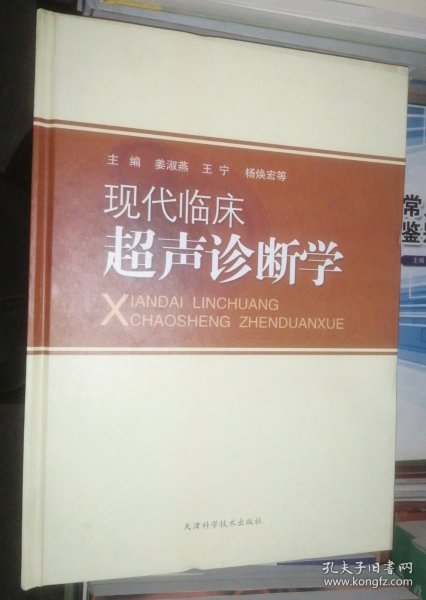 主 编 姜淑燕 王 宁 杨焕宏等
现代临床
超声诊断学
XIANDAI LINCHUANG
CHAOSHENG ZHENDUANXUE
天津科学技术出版社
常
鉴
主编
孔夫子旧书网
www.kongfz.com